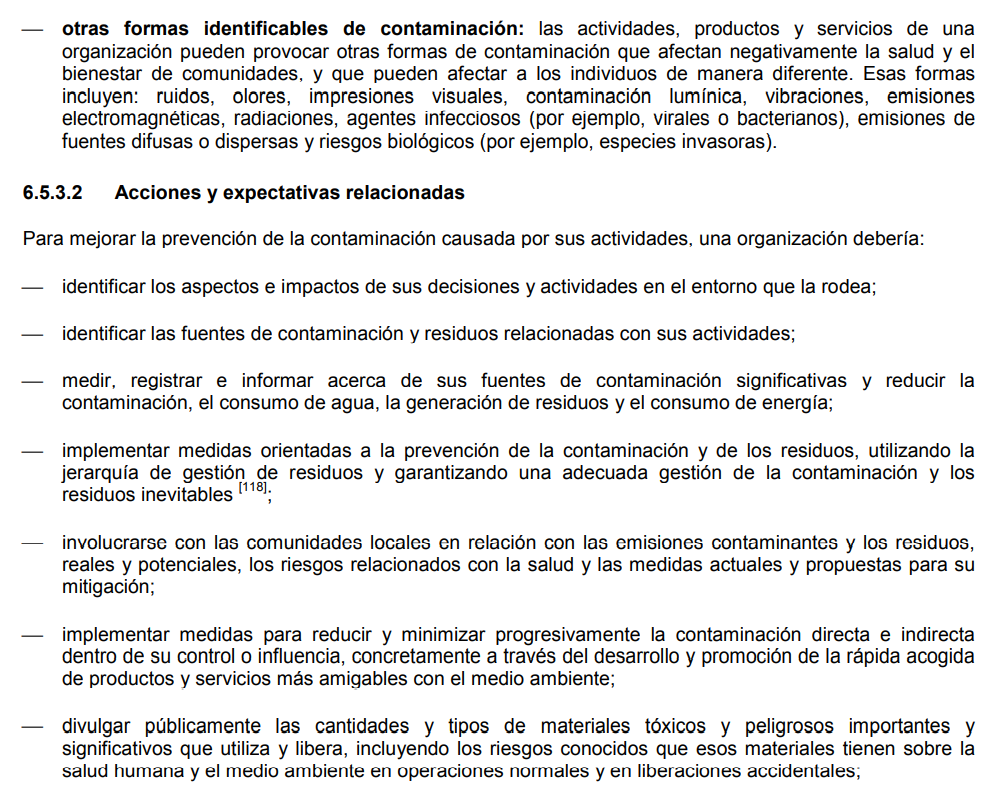 — otras formas identificables de contaminación: las actividades, productos y servicios de una
organización pueden provocar otras formas de contaminación que afectan negativamente la salud y el
bienestar de comunidades, y que pueden afectar a los individuos de manera diferente. Esas formas
incluyen: ruidos, olores, impresiones visuales, contaminación lumínica, vibraciones, emisiones
electromagnéticas, radiaciones, agentes infecciosos (por ejemplo, virales o bacterianos), emisiones de
fuentes difusas o dispersas y riesgos biológicos (por ejemplo, especies invasoras).
6.5.3.2 Acciones y expectativas relacionadas
Para mejorar la prevención de la contaminación causada por sus actividades, una organización debería:
— identificar los aspectos e impactos de sus decisiones y actividades en el entorno que la rodea;
— identificar las fuentes de contaminación y residuos relacionadas con sus actividades;
— medir, registrar e informar acerca de sus fuentes de contaminación significativas y reducir la
contaminación, el consumo de agua, la generación de residuos y el consumo de energía;
— implementar medidas orientadas a la prevención de la contaminación y de los residuos, utilizando la
jerarquía de gestión de residuos y garantizando una adecuada gestión de la contaminación y los
residuos inevitables [118];
— involucrarse con las comunidades locales en relación con las emisiones contaminantes y los residuos,
reales y potenciales, los riesgos relacionados con la salud y las medidas actuales y propuestas para su
mitigación;
— implementar medidas para reducir y minimizar progresivamente la contaminación directa e indirecta
dentro de su control o influencia, concretamente a través del desarrollo y promoción de la rápida acogida
de productos y servicios más amigables con el medio ambiente;
— divulgar públicamente las cantidades y tipos de materiales tóxicos y peligrosos importantes y
significativos que utiliza y libera, incluyendo los riesgos conocidos que esos materiales tienen sobre la
salud humana y el medio ambiente en operaciones normales y en liberaciones accidentales;